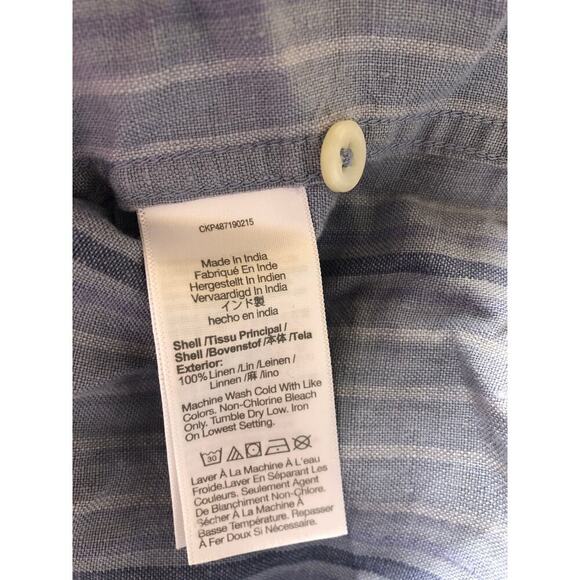 CKP487190215
Made In India
Fabriqué En Inde
Hergestellt In Indien
Vervaardigd In India
インド製
hecho en india
Shell /Tissu Principal /
Shell /Bovenstof /本体 /Tela
Exterior:
100% Linen /Lin /Leinen /
Linnen /麻 /lino
Machine Wash Cold With Like
Colors. Non-Chlorine Bleach
Only. Tumble Dry Low. Iron
On Lowest Setting.
30
Laver À La Machine À L'eau
Froide.Laver En Séparant Les
Couleurs. Seulement Agent
De Blanchiment Non-Chlore.
Sécher À La Machine À
Basse Température. Repasser
À Fer Doux Si Nécessaire.